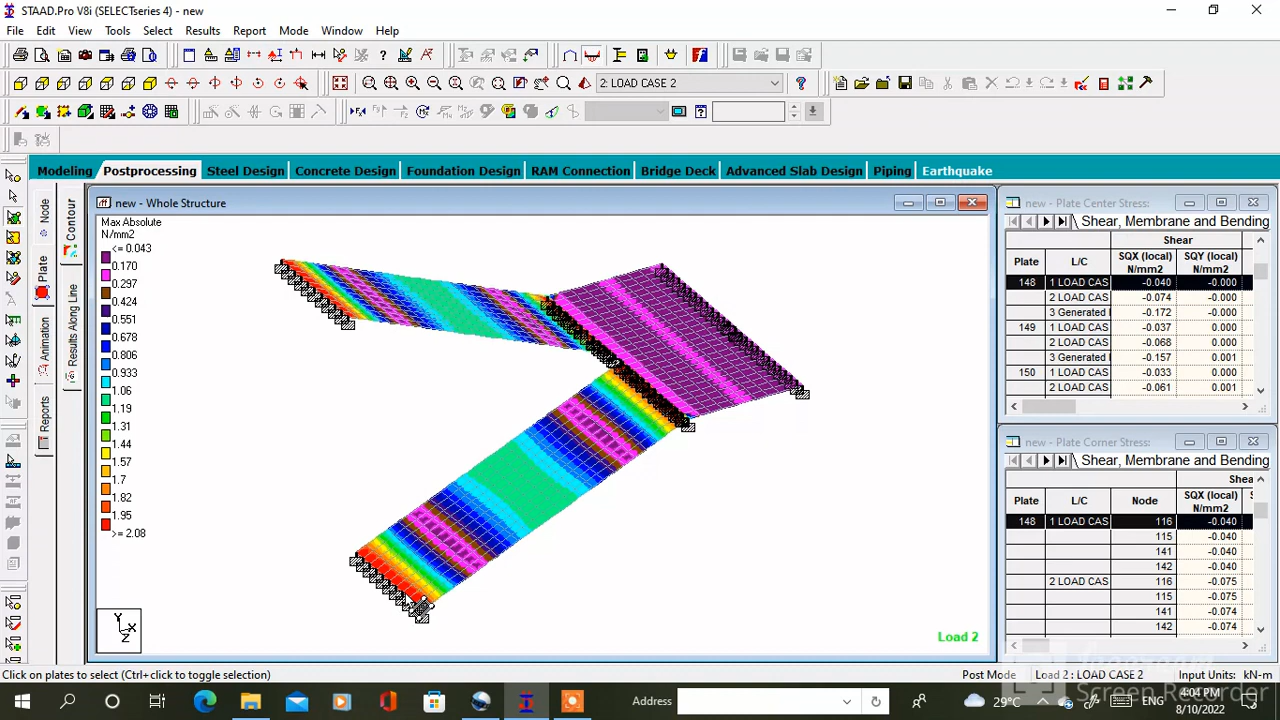 STAAD.Pro V8i (SELECTseries 4) - new
File Edit View Tools Select Results Report Mode Window Help
2: LOAD CASE 2
Modeling Postprocessing Steel Design Concrete Design Foundation Design RAM Connection Bridge Deck Advanced Slab Design Piping Earthquake
Node
Plate
Animation
Reports
Contour
Results Along Line
new - Whole Structure
Max Absolute
N/mm2
<= 0.043
0.170
0.297
0.424
0.551
0.678
0.806
0.933
1.06
1.19
1.31
1.44
1.57
1.7
1.82
1.95
>= 2.08
Y
X
Z
Load 2
new - Plate Center Stress:
Shear, Membrane and Bending
Shear
Plate L/C SQX (local) N/mm2 SQY (local) N/mm2
148 1 LOAD CAS -0.040 -0.000
2 LOAD CAS -0.074 -0.000
3 Generated -0.172 -0.000
149 1 LOAD CAS -0.037 0.000
2 LOAD CAS -0.068 0.000
3 Generated -0.157 0.001
150 1 LOAD CAS -0.033 0.000
2 LOAD CAS -0.061 0.001
new - Plate Corner Stress:
Shear, Membrane and Bending
Shea
Plate L/C Node SQX (local) N/mm2
148 1 LOAD CAS 116 -0.040
115 -0.040
141 -0.040
142 -0.040
2 LOAD CAS 116 -0.075
115 -0.075
141 -0.074
142 -0.074
Click on plates to select (Ctrl+click to toggle selection)
Post Mode
Load 2 : LOAD CASE 2
Input Units: kN-m
Screen Recorder
Address
29°C
ENG
4:04 PM
8/10/2022